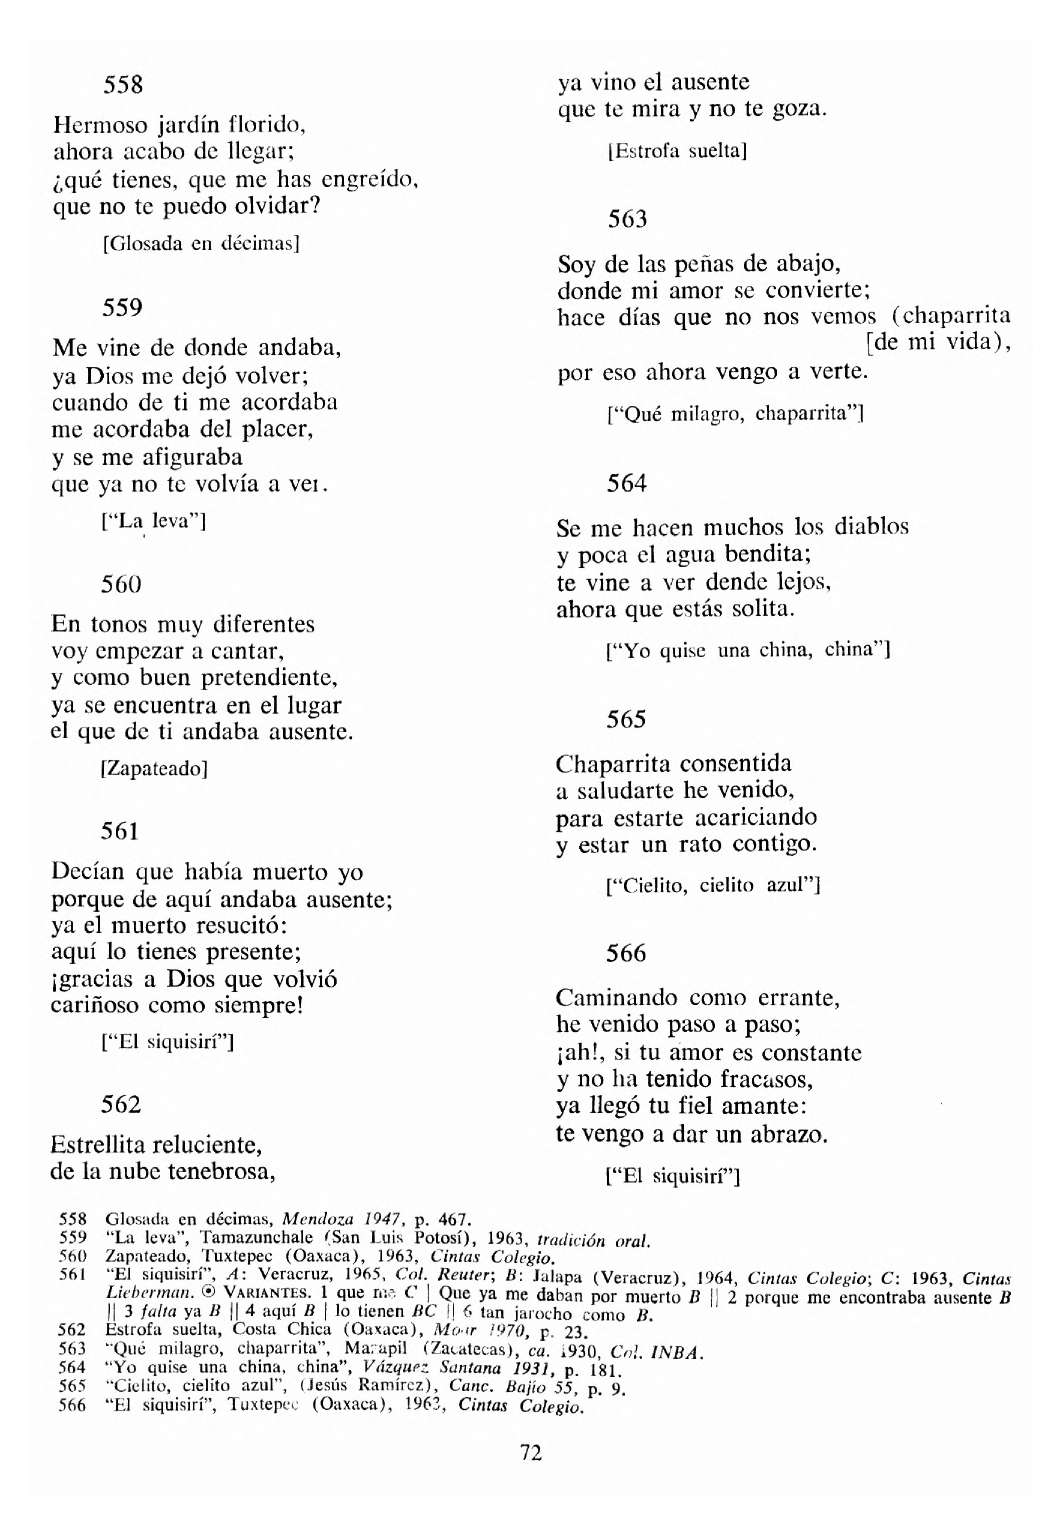 558
Hermoso jardín florido,
ahora acabo de llegar;
¿qué tienes, que me has engreído,
que no te puedo olvidar?
[Glosada en décimas]
559
Me vine de donde andaba,
ya Dios me dejó volver;
cuando de ti me acordaba
me acordaba del placer,
y se me afiguraba
que ya no te volvía a ver.
["La leva"]
560
En tonos muy diferentes
voy empezar a cantar,
y como buen pretendiente,
ya se encuentra en el lugar
el que de ti andaba ausente.
[Zapateado]
561
Decían que había muerto yo
porque de aquí andaba ausente;
ya el muerto resucitó:
aquí lo tienes presente;
¡gracias a Dios que volvió
cariñoso como siempre!
["El siquisirí"]
562
Estrellita reluciente,
de la nube tenebrosa,
ya vino el ausente
que te mira y no te goza.
[Estrofa suelta]
563
Soy de las peñas de abajo,
donde mi amor se convierte;
hace días que no nos vemos (chaparrita
[de mi vida),
por eso ahora vengo a verte.
["Qué milagro, chaparrita"]
564
Se me hacen muchos los diablos
y poca el agua bendita;
te vine a ver dende lejos,
ahora que estás solita.
["Yo quise una china, china"]
565
Chaparrita consentida
a saludarte he venido,
para estarte acariciando
y estar un rato contigo.
["Cielito, cielito azul"]
566
Caminando como errante,
he venido paso a paso;
¡ah!, si tu amor es constante
y no ha tenido fracasos,
ya llegó tu fiel amante:
te vengo a dar un abrazo.
["El siquisirí"]
558 Glosada en décimas, Mendoza 1947, p. 467.
559 "La leva", Tamazunchale (San Luis Potosí), 1963, tradición oral.
560 Zapateado, Tuxtepec (Oaxaca), 1963, Cintas Colegio.
561 "El siquisirí", A: Veracruz, 1965, Col. Reuter; B: Jalapa (Veracruz), 1964, Cintas Colegio; C: 1963, Cintas
Lieberman. ⊙ VARIANTES. 1 que me C | Que ya me daban por muerto B || 2 porque me encontraba ausente B
|| 3 falta ya B || 4 aquí B | lo tienen BC || 6 tan jarocho como B.
562 Estrofa suelta, Costa Chica (Oaxaca), Moir 1970, p. 23.
563 "Qué milagro, chaparrita", Mazapil (Zacatecas), ca. 1930, Col. INBA.
564 "Yo quise una china, china", Vázquez Santana 1931, p. 181.
565 "Cielito, cielito azul", (Jesús Ramírez), Canc. Bajío 55, p. 9.
566 "El siquisirí", Tuxtepec (Oaxaca), 1963, Cintas Colegio.
72